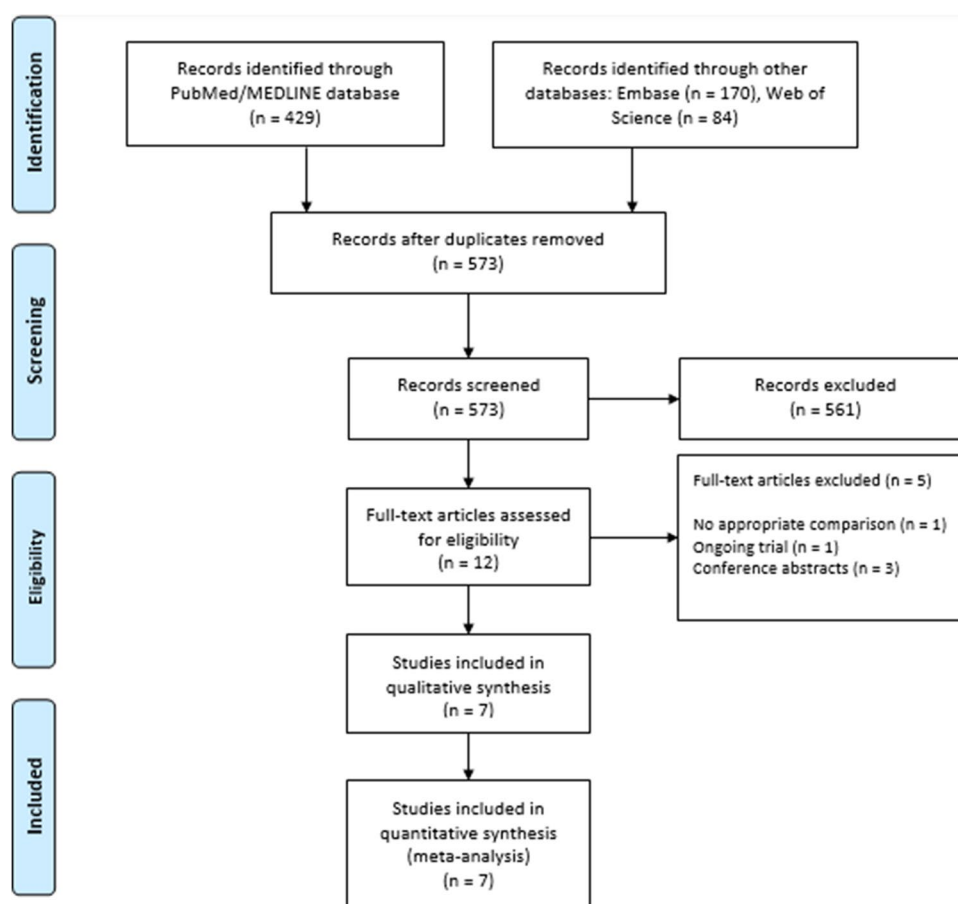 Identification
Records identified through
PubMed/MEDLINE database
(n = 429)
Records identified through other
databases: Embase (n = 170), Web of
Science (n = 84)
Records after duplicates removed
(n = 573)
Screening
Records screened
(n = 573)
Records excluded
(n = 561)
Eligibility
Full-text articles assessed
for eligibility
(n = 12)
Full-text articles excluded (n = 5)
No appropriate comparison (n = 1)
Ongoing trial (n = 1)
Conference abstracts (n = 3)
Studies included in
qualitative synthesis
(n = 7)
Included
Studies included in
quantitative synthesis
(meta-analysis)
(n = 7)